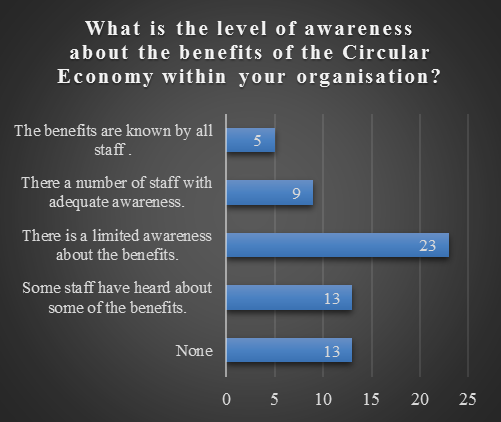 What is the level of awareness
about the benefits of the Circular
Economy within your organisation?
The benefits are known by all
staff .
5
There a number of staff with
adequate awareness.
9
There is a limited awareness
about the benefits.
23
Some staff have heard about
some of the benefits.
13
None
13
0 5 10 15 20 25